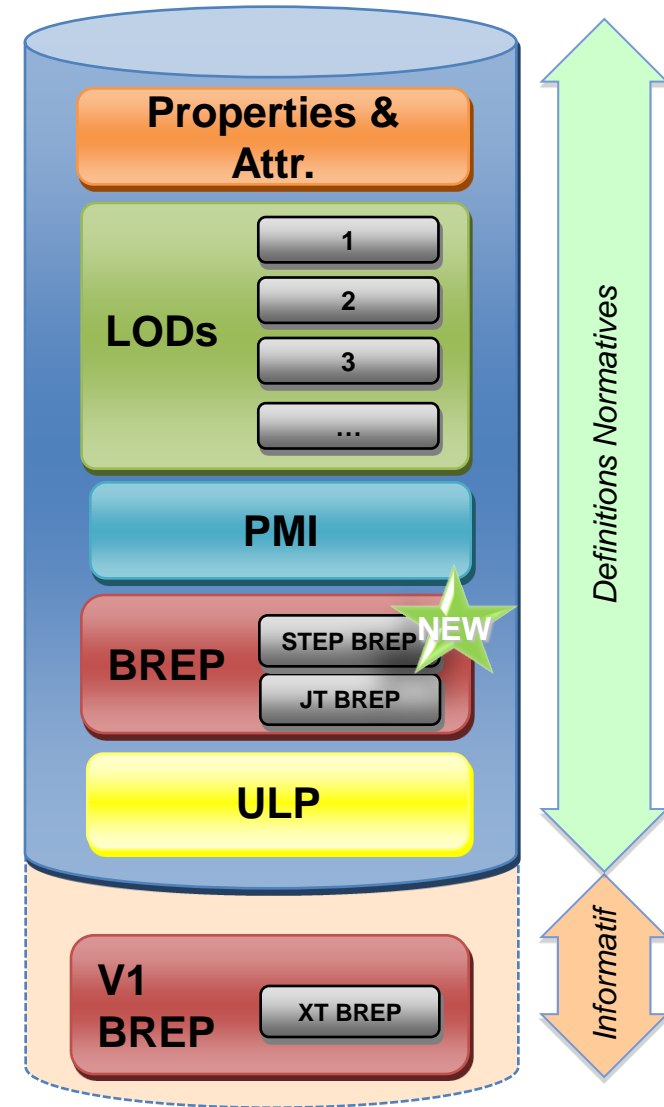 Properties &
Attr.
LODs
1
2
3
...
PMI
BREP
STEP BREP
NEW
JT BREP
ULP
V1
BREP
XT BREP
Definitions Normatives
Informatif